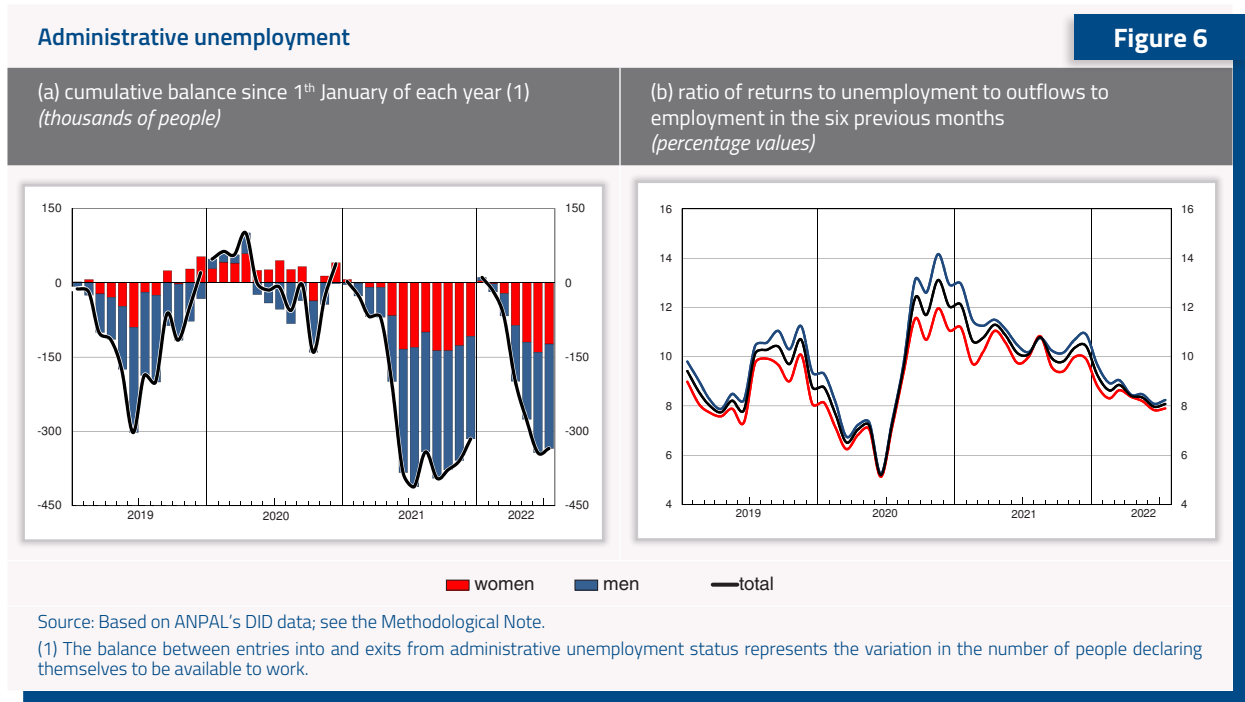 Administrative unemployment
Figure 6
(a) cumulative balance since 1th January of each year (1)
(thousands of people)
(b) ratio of returns to unemployment to outflows to
employment in the six previous months
(percentage values)
150
0
-150
-300
-450
150
0
-150
-300
-450
2019
2020
2021
2022
16
14
12
10
8
6
4
16
14
12
10
8
6
4
2019
2020
2021
2022
women
men
total
Source: Based on ANPAL's DID data; see the Methodological Note.
(1) The balance between entries into and exits from administrative unemployment status represents the variation in the number of people declaring
themselves to be available to work.